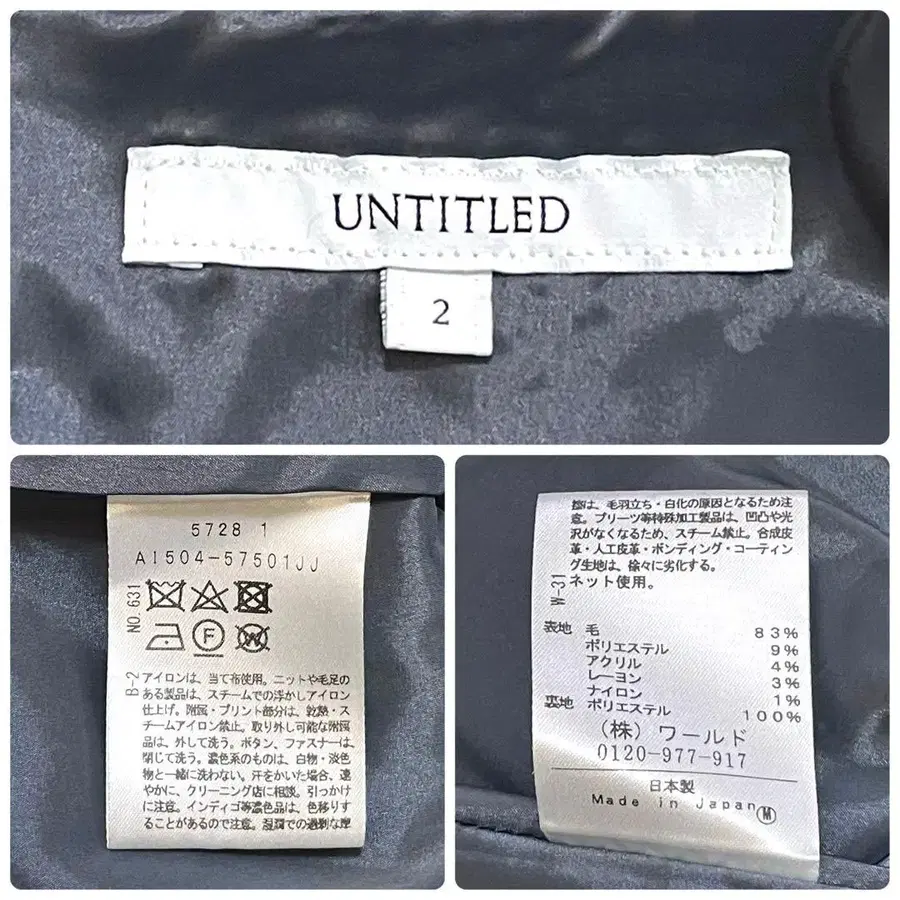 UNTITLED
2
5728 1
A1504-57501JJ
NO.631
F
W
B-2
アイロンは、当て布使用。ニットや毛足の
ある製品は、スチームでの浮かしアイロン
仕上げ。附属・プリント部分は、乾熱・ス
チームアイロン禁止。取り外し可能な附属
品は、外して洗う。ボタン、ファスナーは、
閉じて洗う。濃色系のものは、白物・淡色
物と一緒に洗わない。汗をかいた場合、速
やかに、クリーニング店に相談。引っかけ
に注意。インディゴ等濃色品は、色移りす
ることがあるので注意。湿潤での過剰な摩
擦は、毛羽立ち・白化の原因となるため注
意。プリーツ等特殊加工製品は、凹凸や光
沢がなくなるため、スチーム禁止。合成皮
革・人工皮革・ボンディング・コーティン
グ生地は、徐々に劣化する。
W-31
ネット使用。
表地 毛 83%
ポリエステル 9%
アクリル 4%
レーヨン 3%
ナイロン 1%
裏地 ポリエステル 100%
(株) ワールド
0120-977-917
日本製
Made in Japan
M